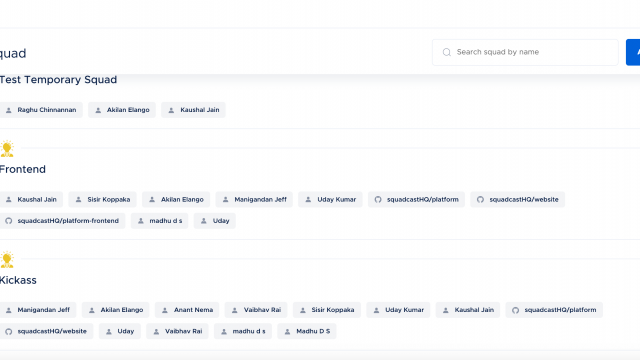 quad
Search squad by name
Test Temporary Squad
Raghu Chinnannan Akilan Elango Kaushal Jain
Frontend
Kaushal Jain Sisir Koppaka Akilan Elango Manigandan Jeff Uday Kumar squadcastHQ/platform squadcastHQ/website
squadcastHQ/platform-frontend madhu d s Uday
Kickass
Manigandan Jeff Akilan Elango Anant Nema Vaibhav Rai Sisir Koppaka Uday Kumar Kaushal Jain squadcastHQ/platform
squadcastHQ/website Uday Vaibhav Rai madhu d s Madhu D S